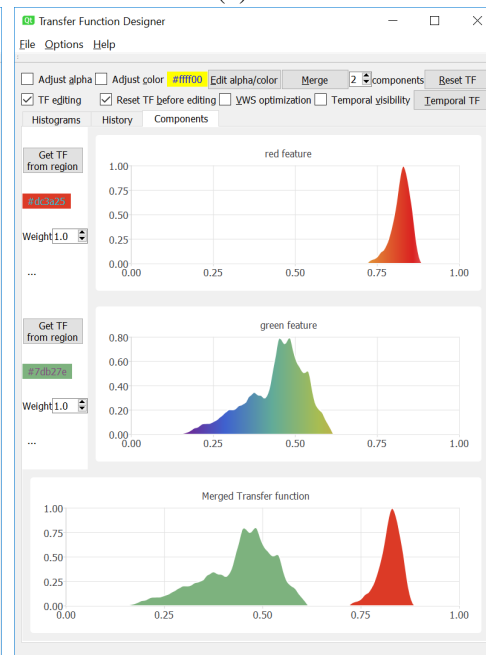 Transfer Function Designer
File Options Help
Adjust alpha Adjust color #ffff00 Edit alpha/color Merge 2 components Reset TF
TF editing Reset TF before editing VWS optimization Temporal visibility Temporal TF
Histograms History Components
Get TF
from region
#dc3a25
Weight 1.0
...
red feature
1.00
0.75
0.50
0.25
0.00
0.00 0.25 0.50 0.75 1.00
Get TF
from region
#7db27e
Weight 1.0
...
green feature
0.80
0.60
0.40
0.20
0.00
0.00 0.25 0.50 0.75 1.00
Merged Transfer function
1.00
0.75
0.50
0.25
0.00
0.00 0.25 0.50 0.75 1.00